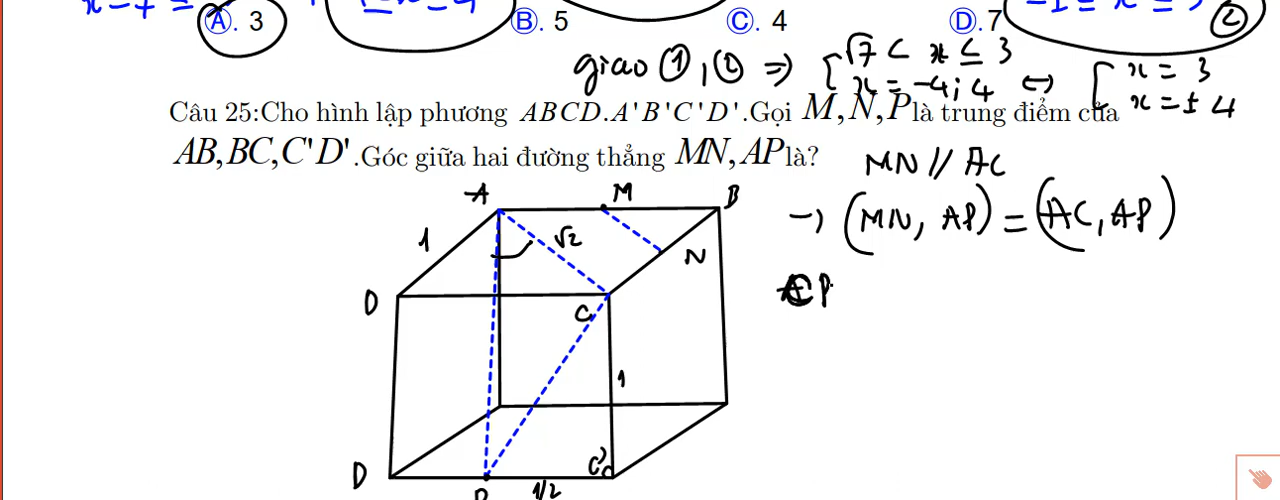 A. 3 B. 5 C. 4 D. 7
②
giao ①, ② ⇒ { √7 < x ≤ 3
x = -4; 4 ⇔ [ x = 3
x = ± 4
Câu 25:Cho hình lập phương ABCD.A'B'C'D'.Gọi M,N,P là trung điểm của
AB,BC,C'D'.Góc giữa hai đường thẳng MN,AP là?
MN // AC
→ (MN, AP) = (AC, AP)
CP
A M B
1 √2 N
D C
1
D C'
P 1/2